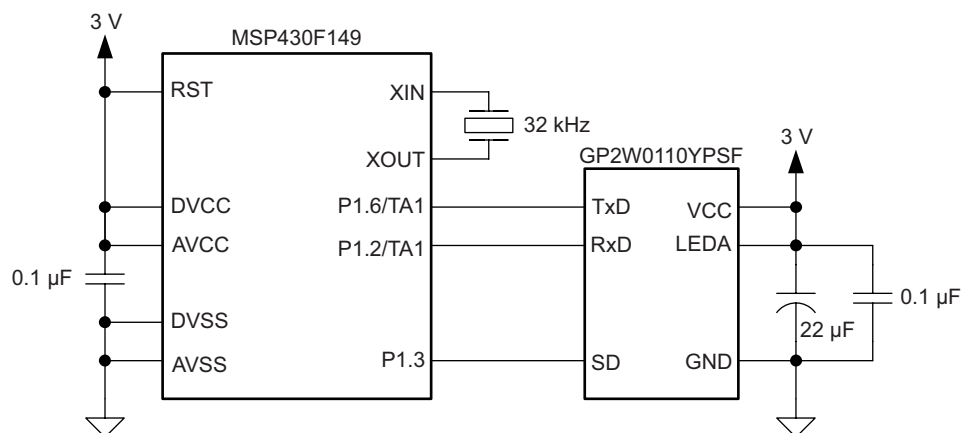 3 V
MSP430F149
RST
XIN
32 kHz
XOUT
GP2W0110YPSF
3 V
DVCC
P1.6/TA1
TxD
VCC
AVCC
P1.2/TA1
RxD
LEDA
0.1 µF
0.1 µF
22 µF
DVSS
AVSS
P1.3
SD
GND